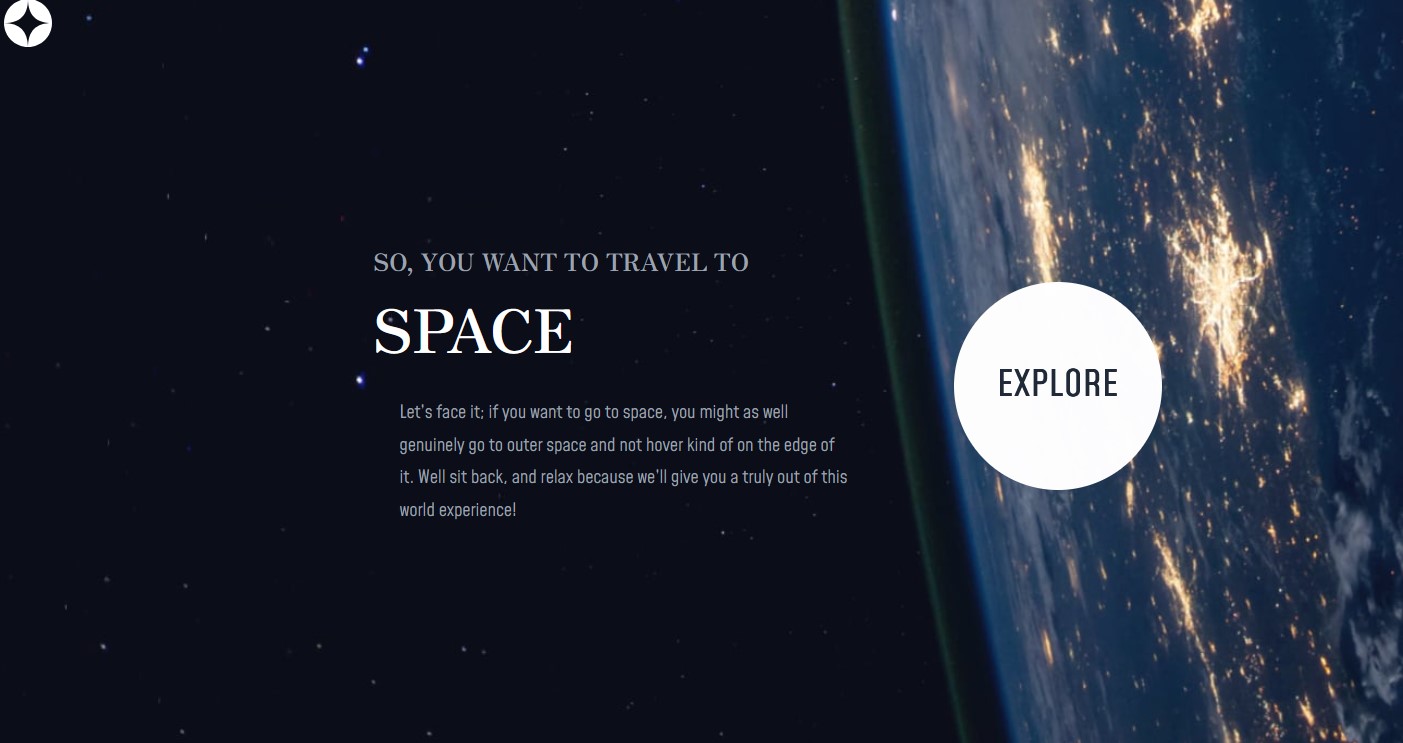 SO, YOU WANT TO TRAVEL TO
SPACE
Let's face it; if you want to go to space, you might as well
genuinely go to outer space and not hover kind of on the edge of
it. Well sit back, and relax because we'll give you a truly out of this
world experience!
EXPLORE